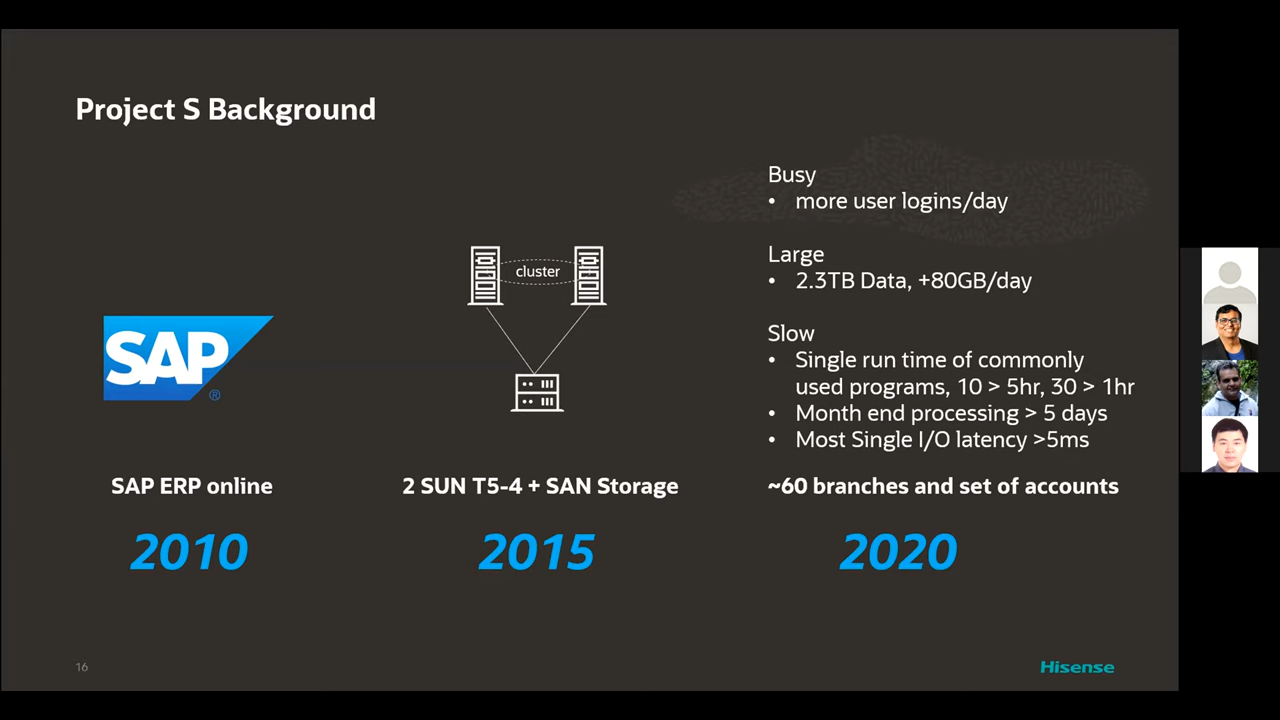 Project S Background
Busy
• more user logins/day
Large
• 2.3TB Data, +80GB/day
Slow
• Single run time of commonly
used programs, 10 > 5hr, 30 > 1hr
• Month end processing > 5 days
• Most Single I/O latency >5ms
cluster
SAP
®
SAP ERP online
2 SUN T5-4 + SAN Storage
~60 branches and set of accounts
2010
2015
2020
16
Hisense